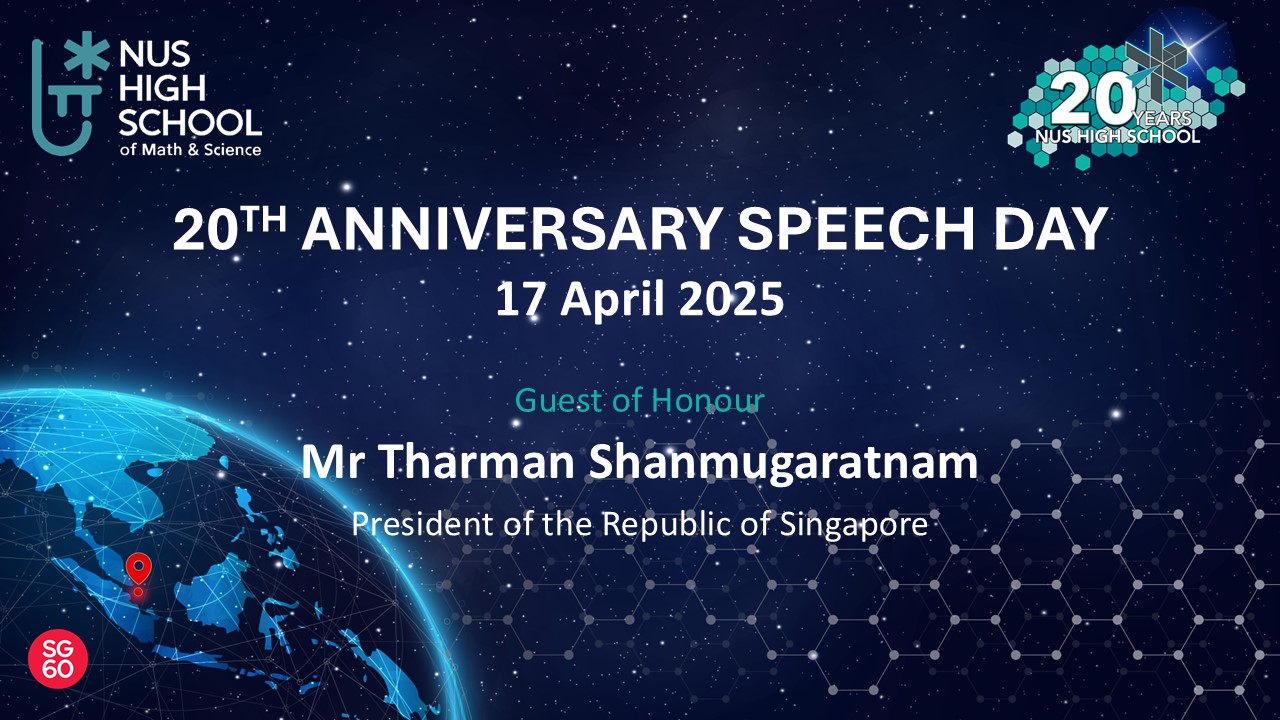 NUS
HIGH
SCHOOL
of Math & Science
20
YEARS
NUS HIGH SCHOOL
20TH ANNIVERSARY SPEECH DAY
17 April 2025
Guest of Honour
Mr Tharman Shanmugaratnam
President of the Republic of Singapore
SG
60